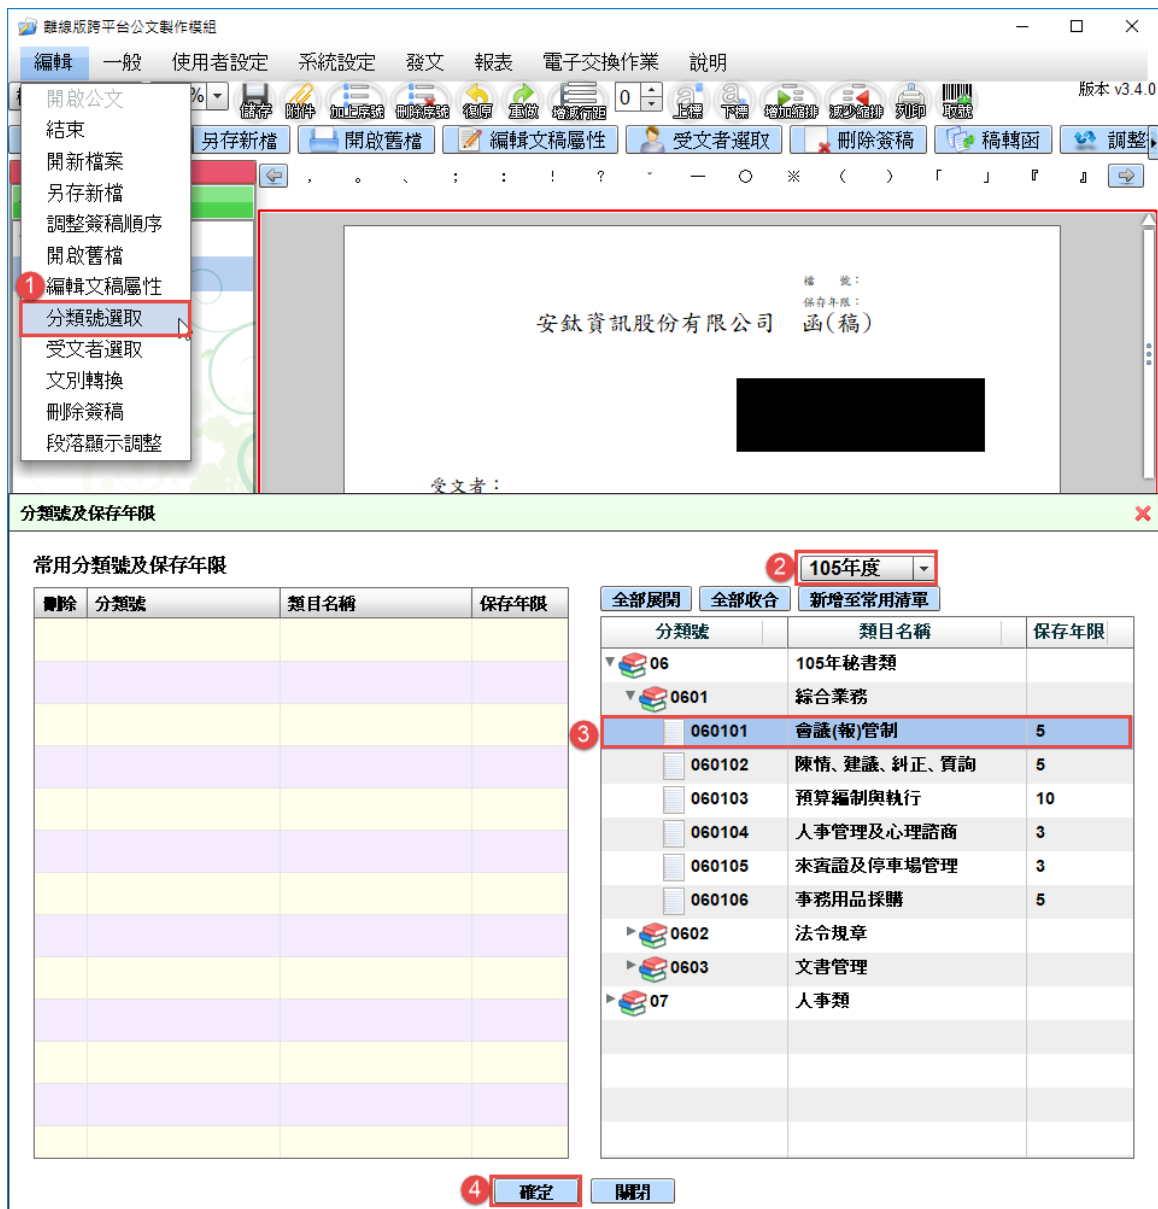 離線版跨平台公文製作模組
編輯 一般 使用者設定 系統設定 發文 報表 電子交換作業 說明
% 儲存 附件 加上序號 刪除序號 復原 重做 增減行距 0 上標 下標 增加縮排 減少縮排 列印 取號 版本 v3.4.0
另存新檔 開啟舊檔 編輯文稿屬性 受文者選取 刪除簽稿 稿轉函 調整
， 。 、 ； ： ！ ？ ˇ — ○ ※ （ ） 「 」 『 』
開啟公文
結束
開新檔案
另存新檔
調整簽稿順序
開啟舊檔
1 編輯文稿屬性
分類號選取
受文者選取
文別轉換
刪除簽稿
段落顯示調整
檔 號：
保存年限：
安鈦資訊股份有限公司 函(稿)
受文者：
分類號及保存年限
常用分類號及保存年限
2 105年度
刪除 分類號 類目名稱 保存年限
全部展開 全部收合 新增至常用清單
分類號 類目名稱 保存年限
06 105年秘書類
0601 綜合業務
3 060101 會議(報)管制 5
060102 陳情、建議、糾正、質詢 5
060103 預算編制與執行 10
060104 人事管理及心理諮商 3
060105 來賓證及停車場管理 3
060106 事務用品採購 5
0602 法令規章
0603 文書管理
07 人事類
4 確定 關閉